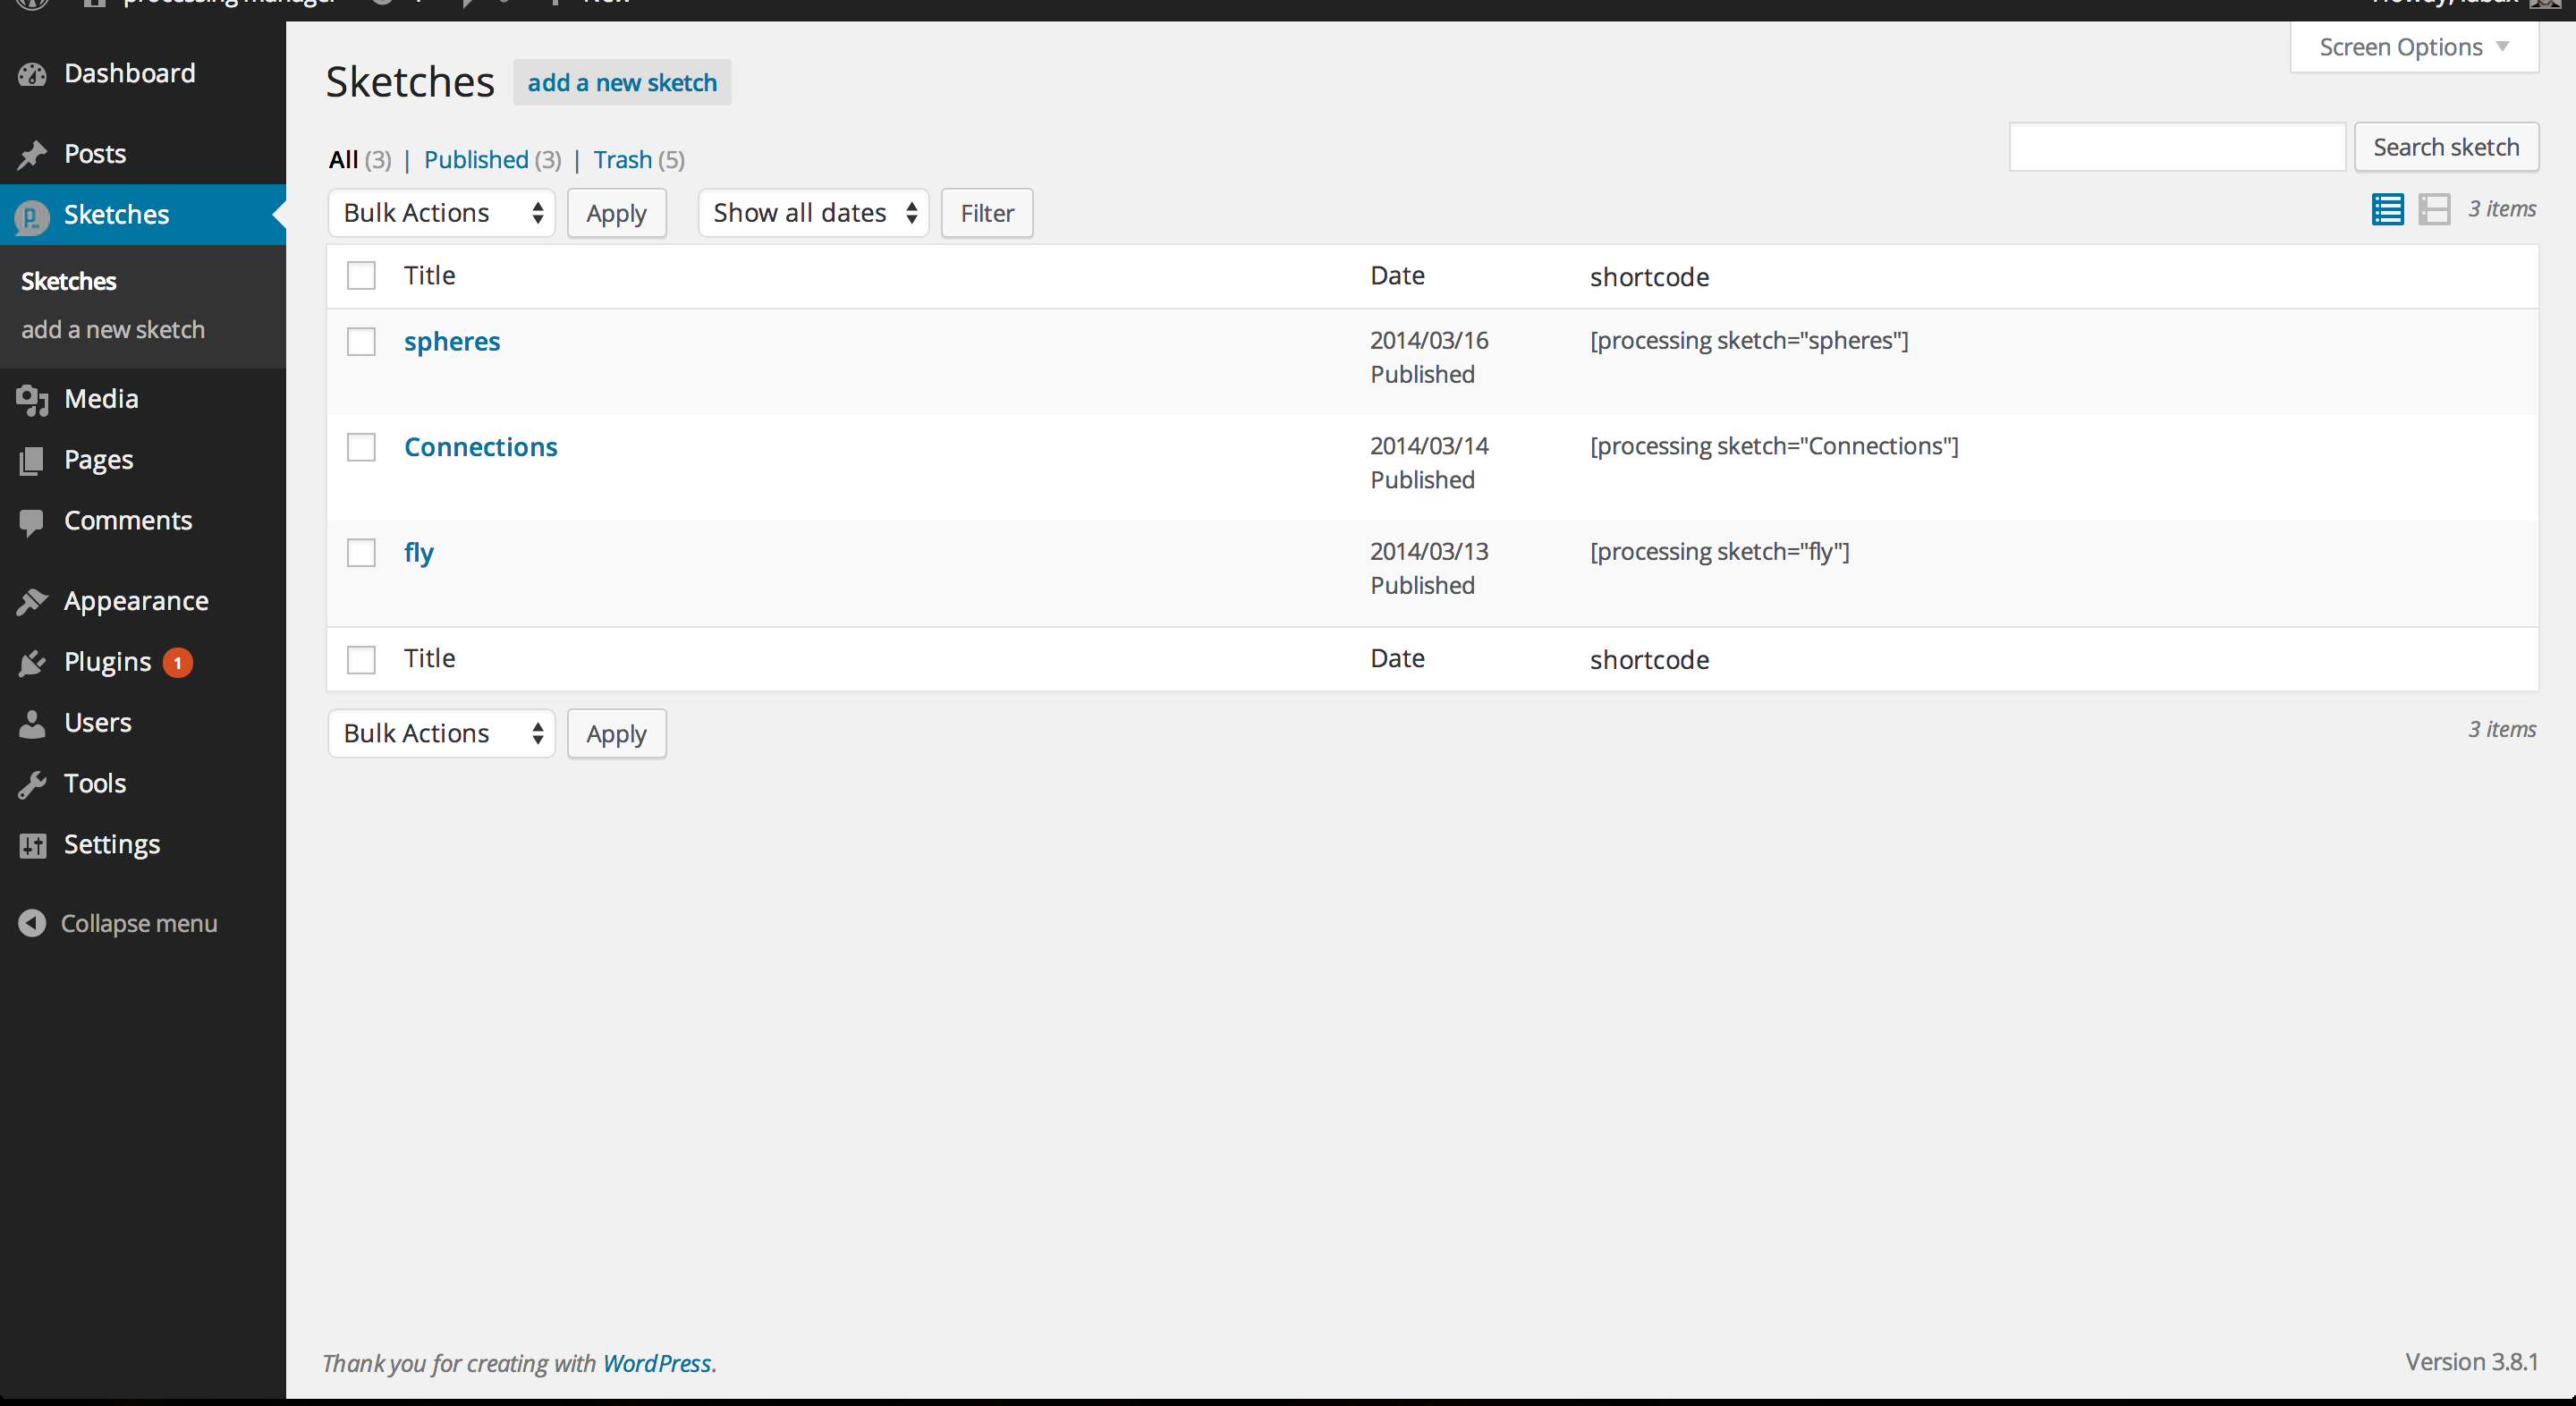 processing manager
New
Howdy,
Dashboard
Posts
Sketches
Sketches
add a new sketch
Media
Pages
Comments
Appearance
Plugins 1
Users
Tools
Settings
Collapse menu
Screen Options
Sketches add a new sketch
All (3) | Published (3) | Trash (5)
Search sketch
Bulk Actions Apply Show all dates Filter
3 items
Title Date shortcode
spheres 2014/03/16 [processing sketch="spheres"]
Published
Connections 2014/03/14 [processing sketch="Connections"]
Published
fly 2014/03/13 [processing sketch="fly"]
Published
Title Date shortcode
Bulk Actions Apply
3 items
Thank you for creating with WordPress.
Version 3.8.1